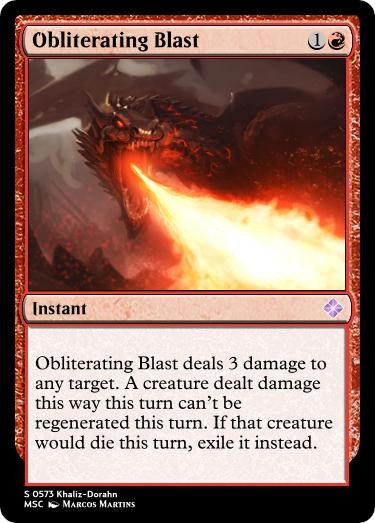 Obliterating Blast 1
Instant
Obliterating Blast deals 3 damage to
any target. A creature dealt damage
this way this turn can't be
regenerated this turn. If that creature
would die this turn, exile it instead.
S 0573 Khaliz-Dorahn
MSC Marcos Martins